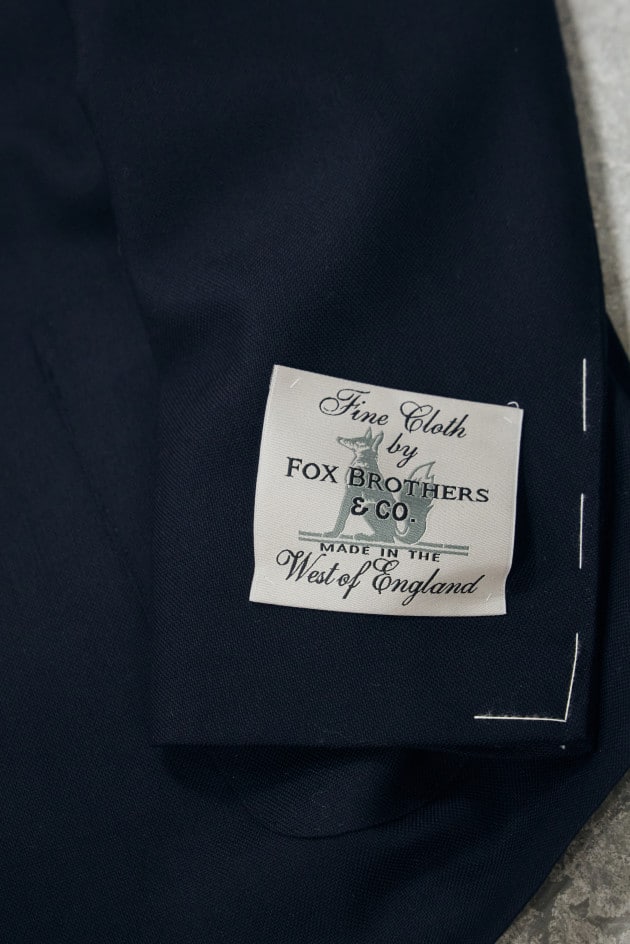 Fine Cloth
by
FOX BROTHERS
& CO.
MADE IN THE
West of England